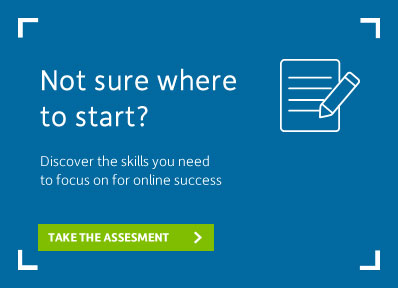 Not sure where
to start?
Discover the skills you need
to focus on for online success
TAKE THE ASSESMENT